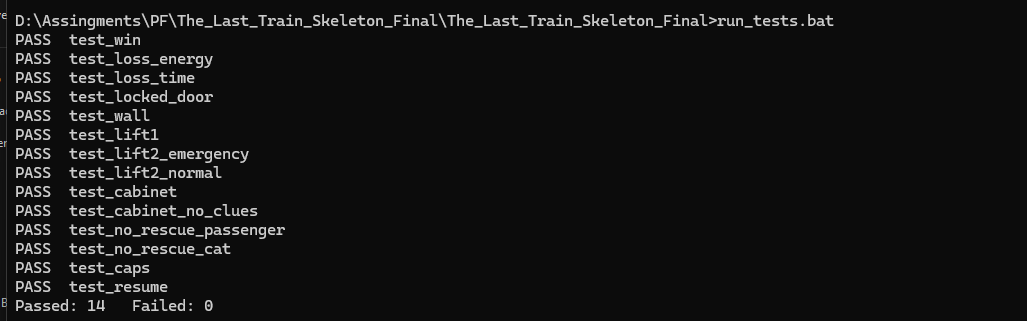 D:\Assingments\PF\The_Last_Train_Skeleton_Final\The_Last_Train_Skeleton_Final>run_tests.bat
PASS  test_win
PASS  test_loss_energy
PASS  test_loss_time
PASS  test_locked_door
PASS  test_wall
PASS  test_lift1
PASS  test_lift2_emergency
PASS  test_lift2_normal
PASS  test_cabinet
PASS  test_cabinet_no_clues
PASS  test_no_rescue_passenger
PASS  test_no_rescue_cat
PASS  test_caps
PASS  test_resume
Passed: 14   Failed: 0